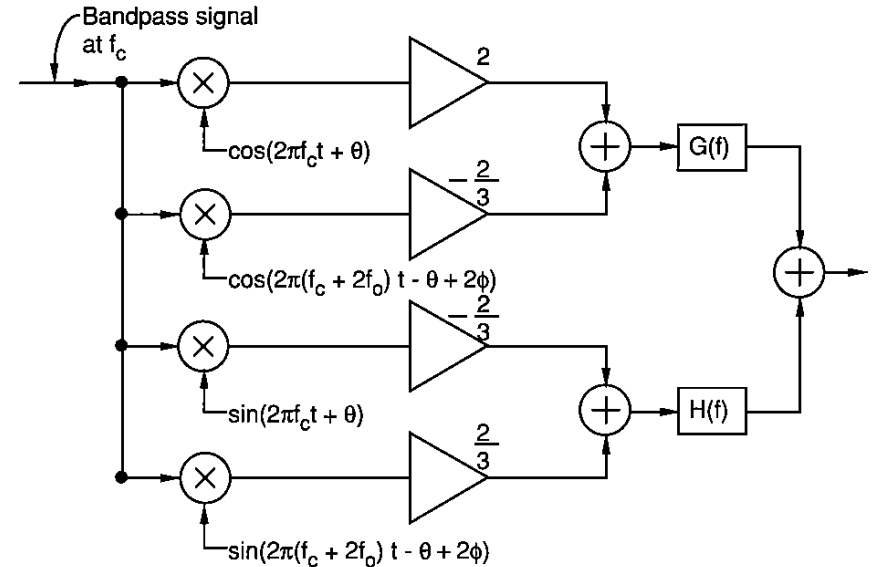 Bandpass signal
at f_c
2
cos(2πf_ct + θ)
G(f)
- 2/3
cos(2π(f_c + 2f_o) t - θ + 2ϕ)
- 2/3
sin(2πf_ct + θ)
H(f)
2/3
sin(2π(f_c + 2f_o) t - θ + 2ϕ)